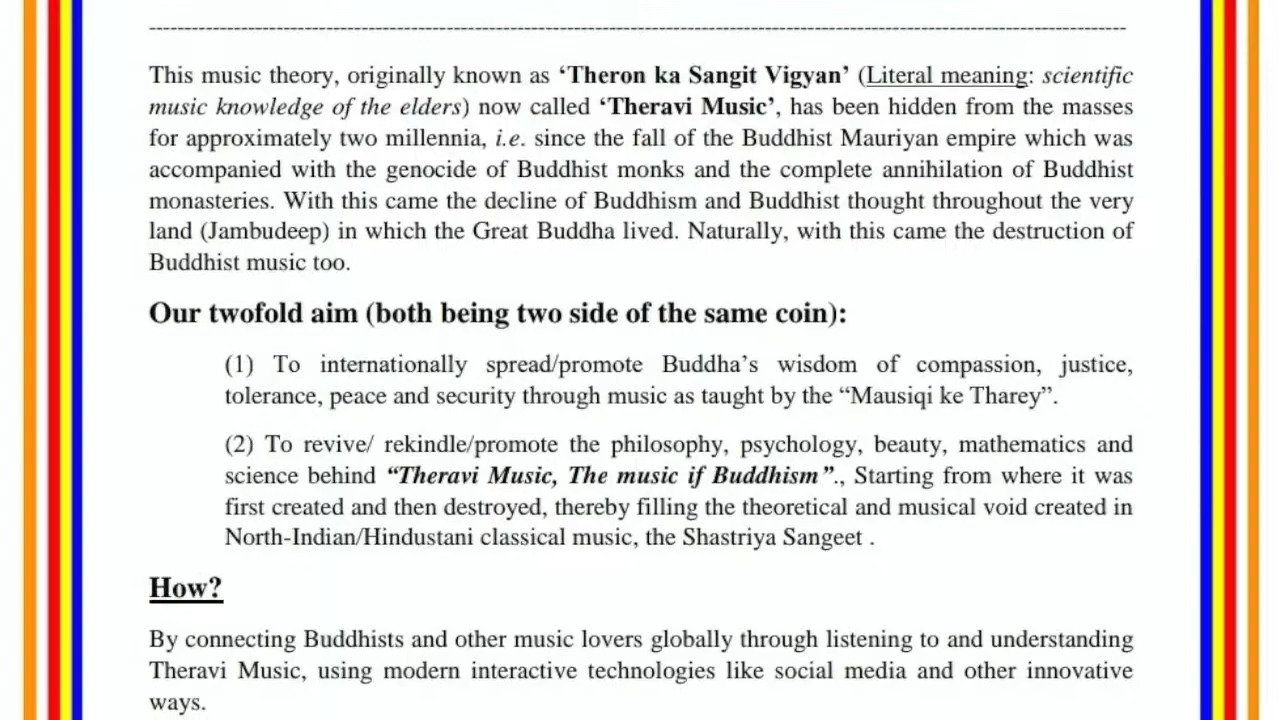 This music theory, originally known as ‘Theron ka Sangit Vigyan’ (Literal meaning: scientific
music knowledge of the elders) now called ‘Theravi Music’, has been hidden from the masses
for approximately two millennia, i.e. since the fall of the Buddhist Mauriyan empire which was
accompanied with the genocide of Buddhist monks and the complete annihilation of Buddhist
monasteries. With this came the decline of Buddhism and Buddhist thought throughout the very
land (Jambudeep) in which the Great Buddha lived. Naturally, with this came the destruction of
Buddhist music too.
Our twofold aim (both being two side of the same coin):
(1) To internationally spread/promote Buddha’s wisdom of compassion, justice,
tolerance, peace and security through music as taught by the “Mausiqi ke Tharey”.
(2) To revive/ rekindle/promote the philosophy, psychology, beauty, mathematics and
science behind “Theravi Music, The music if Buddhism”., Starting from where it was
first created and then destroyed, thereby filling the theoretical and musical void created in
North-Indian/Hindustani classical music, the Shastriya Sangeet .
How?
By connecting Buddhists and other music lovers globally through listening to and understanding
Theravi Music, using modern interactive technologies like social media and other innovative
ways.